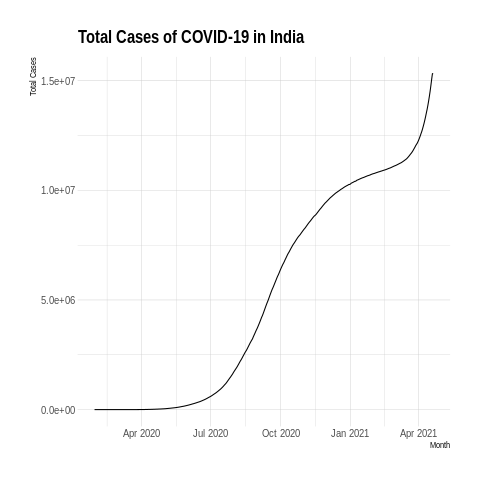 Total Cases of COVID-19 in India
Total Cases
1.5e+07
1.0e+07
5.0e+06
0.0e+00
Apr 2020 Jul 2020 Oct 2020 Jan 2021 Apr 2021
Month